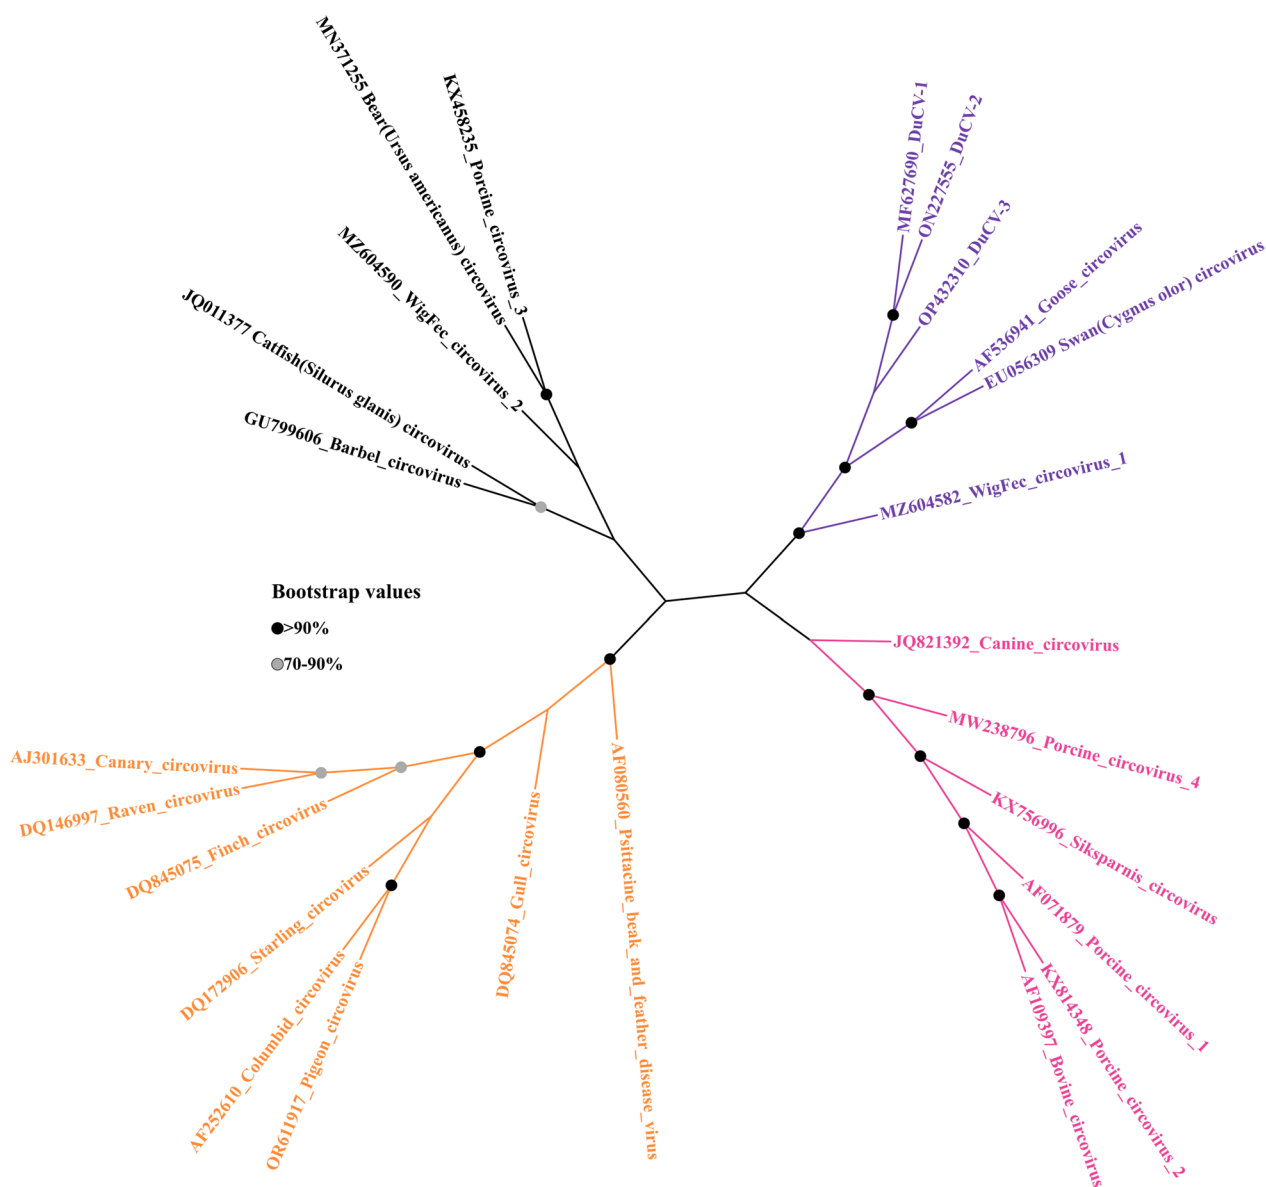 MN371255 Bear(Ursus americanus) circovirus
KX458235_Porcine_circovirus_3
MZ604590_WigFec_circovirus_2
JQ011377 Catfish(Silurus glanis) circovirus
GU799606_Barbel_circovirus
MF627690_DuCV-1
ON227555_DuCV-2
OP432310_DuCV-3
AF536941_Goose_circovirus
EU056309 Swan(Cygnus olor) circovirus
MZ604582_WigFec_circovirus_1
Bootstrap values
>90%
70-90%
JQ821392_Canine_circovirus
MW238796_Porcine_circovirus_4
KX756996_Siksparnis_circovirus
AF071879_Porcine_circovirus_1
KX814348_Porcine_circovirus_2
AF109397_Bovine_circovirus
AF080560_Psittacine_beak_and_feather_disease_virus
DQ845074_Gull_circovirus
AJ301633_Canary_circovirus
DQ146997_Raven_circovirus
DQ845075_Finch_circovirus
DQ172906_Starling_circovirus
AF252610_Columbid_circovirus
OR611917_Pigeon_circovirus